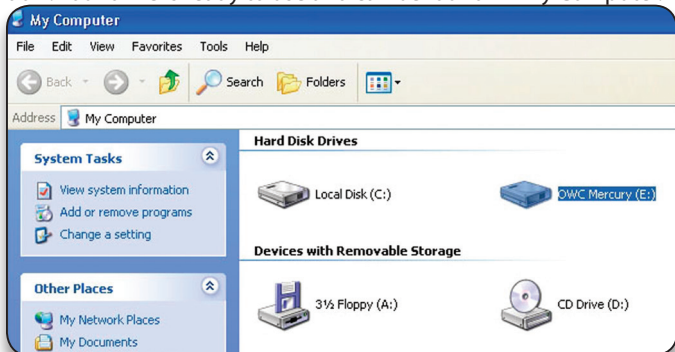 My Computer
File Edit View Favorites Tools Help
Back Search Folders
Address My Computer
System Tasks
View system information
Add or remove programs
Change a setting
Other Places
My Network Places
My Documents
Hard Disk Drives
Local Disk (C:) OWC Mercury (E:)
Devices with Removable Storage
3½ Floppy (A:) CD Drive (D:)